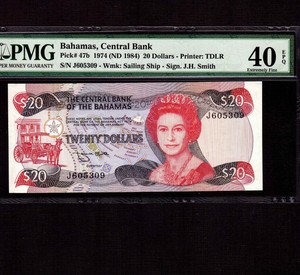 PMG
PAPER MONEY GUARANTY
Bahamas, Central Bank
Pick# 47b 1974 (ND 1984) 20 Dollars - Printer: TDLR
S/N J605309 - Wmk: Sailing Ship - Sign. J.H. Smith
40 EPQ
Extremely Fine
$20
THE CENTRAL BANK
OF THE BAHAMAS
$20
J605309
TWENTY DOLLARS
J605309
$20
$20